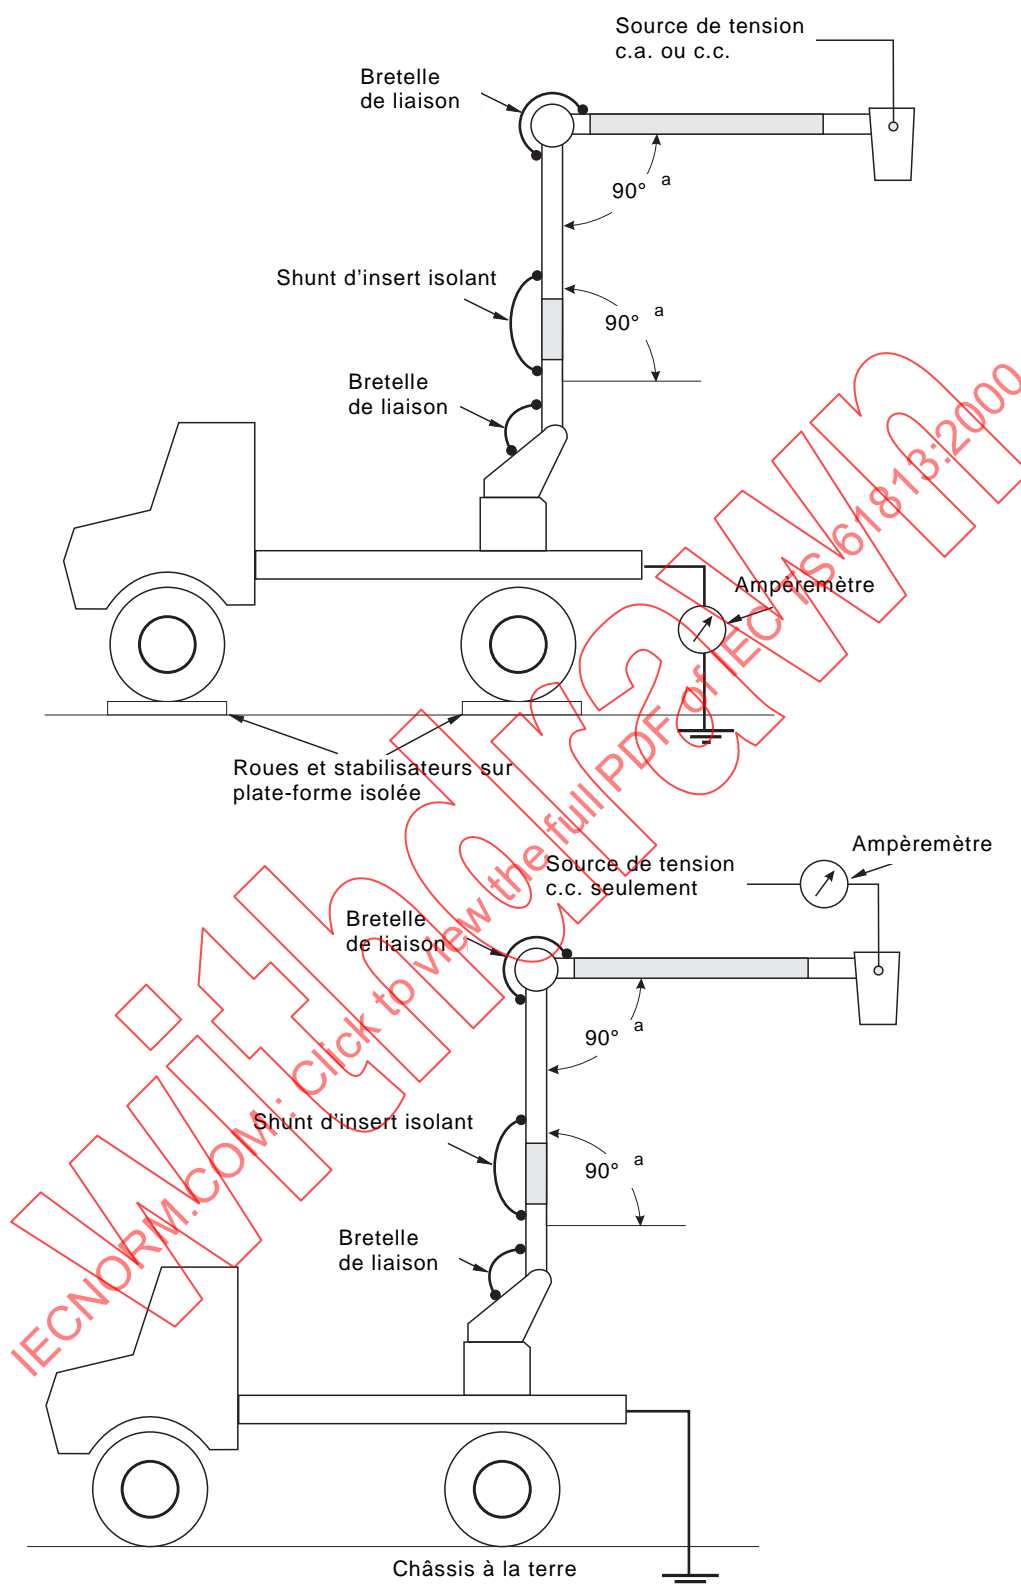 Source de tension
c.a. ou c.c.
Bretelle
de liaison
90° a
Shunt d'insert isolant
90° a
Bretelle
de liaison
Ampèremètre
Roues et stabilisateurs sur
plate-forme isolée
Ampèremètre
Source de tension
c.c. seulement
Bretelle
de liaison
90° a
Shunt d'insert isolant
90° a
Bretelle
de liaison
Châssis à la terre
IECNORM.COM: Click to view the full PDF of IEC TS 61813:2000
withdrawn